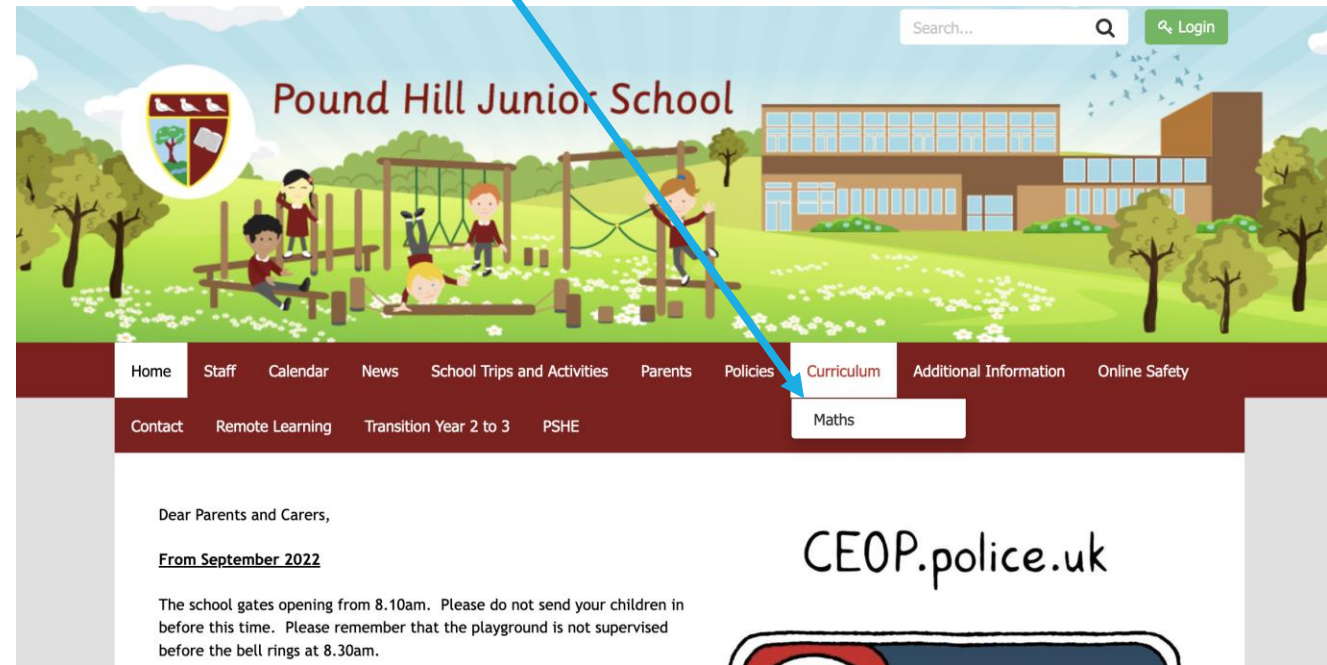 Search...
Login
Pound Hill Junior School
Home Staff Calendar News School Trips and Activities Parents Policies Curriculum Additional Information Online Safety
Contact Remote Learning Transition Year 2 to 3 PSHE Maths
Dear Parents and Carers,
From September 2022
The school gates opening from 8.10am. Please do not send your children in
before this time. Please remember that the playground is not supervised
before the bell rings at 8.30am.
CEOP.police.uk